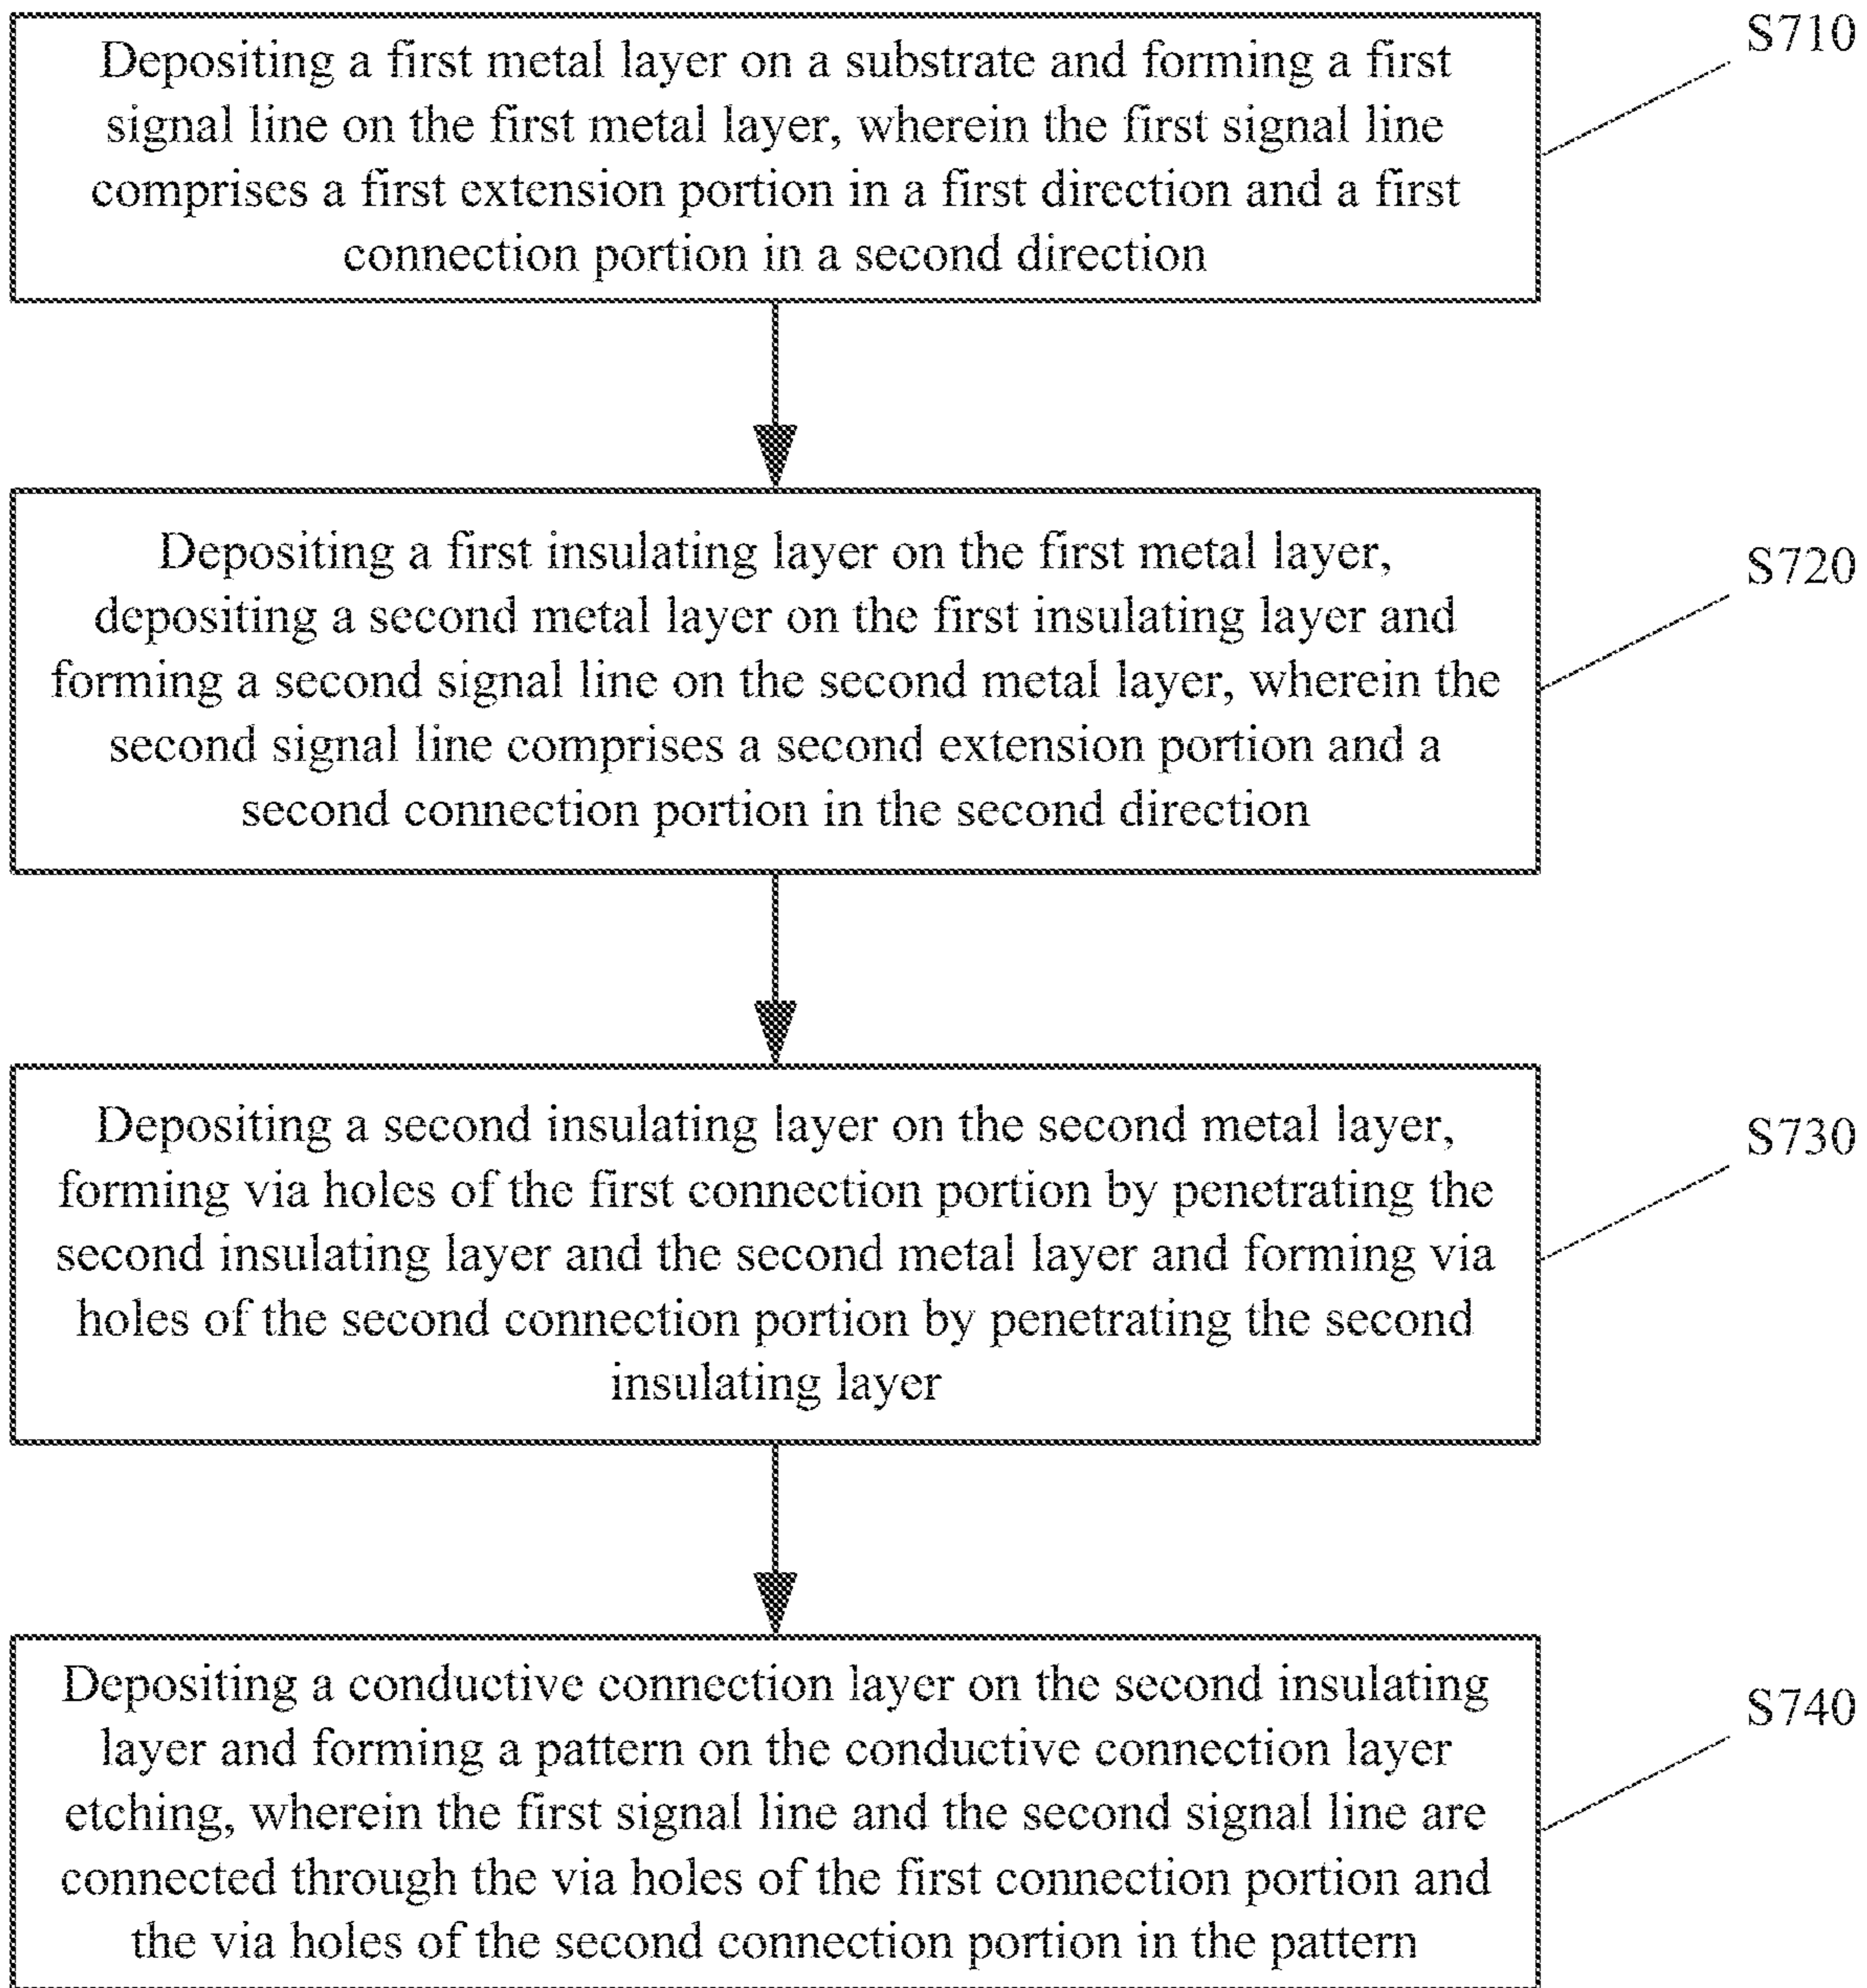 Depositing a first metal layer on a substrate and forming a first
signal line on the first metal layer, wherein the first signal line
comprises a first extension portion in a first direction and a first
connection portion in a second direction
S710
Depositing a first insulating layer on the first metal layer,
depositing a second metal layer on the first insulating layer and
forming a second signal line on the second metal layer, wherein the
second signal line comprises a second extension portion and a
second connection portion in the second direction
S720
Depositing a second insulating layer on the second metal layer,
forming via holes of the first connection portion by penetrating the
second insulating layer and the second metal layer and forming via
holes of the second connection portion by penetrating the second
insulating layer
S730
Depositing a conductive connection layer on the second insulating
layer and forming a pattern on the conductive connection layer
etching, wherein the first signal line and the second signal line are
connected through the via holes of the first connection portion and
the via holes of the second connection portion in the pattern
S740